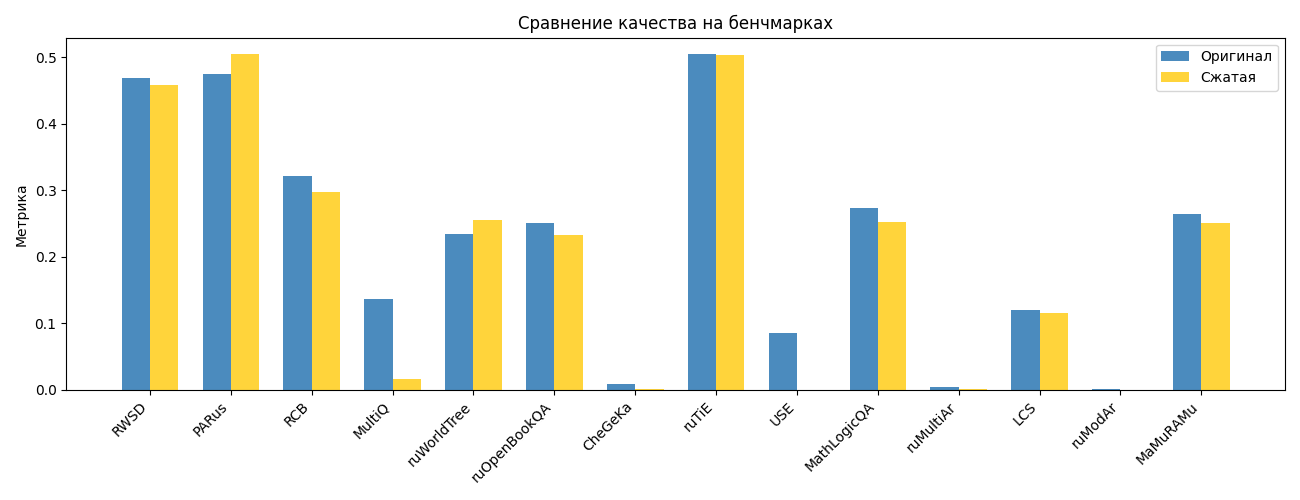 Сравнение качества на бенчмарках
Оригинал
Сжатая
Метрика
0.5
0.4
0.3
0.2
0.1
0.0
RWSD
PARus
RCB
MultiQ
ruWorldTree
ruOpenBookQA
CheGeKa
ruTiE
USE
MathLogicQA
ruMultiAr
LCS
ruModAr
MaMuRAMu